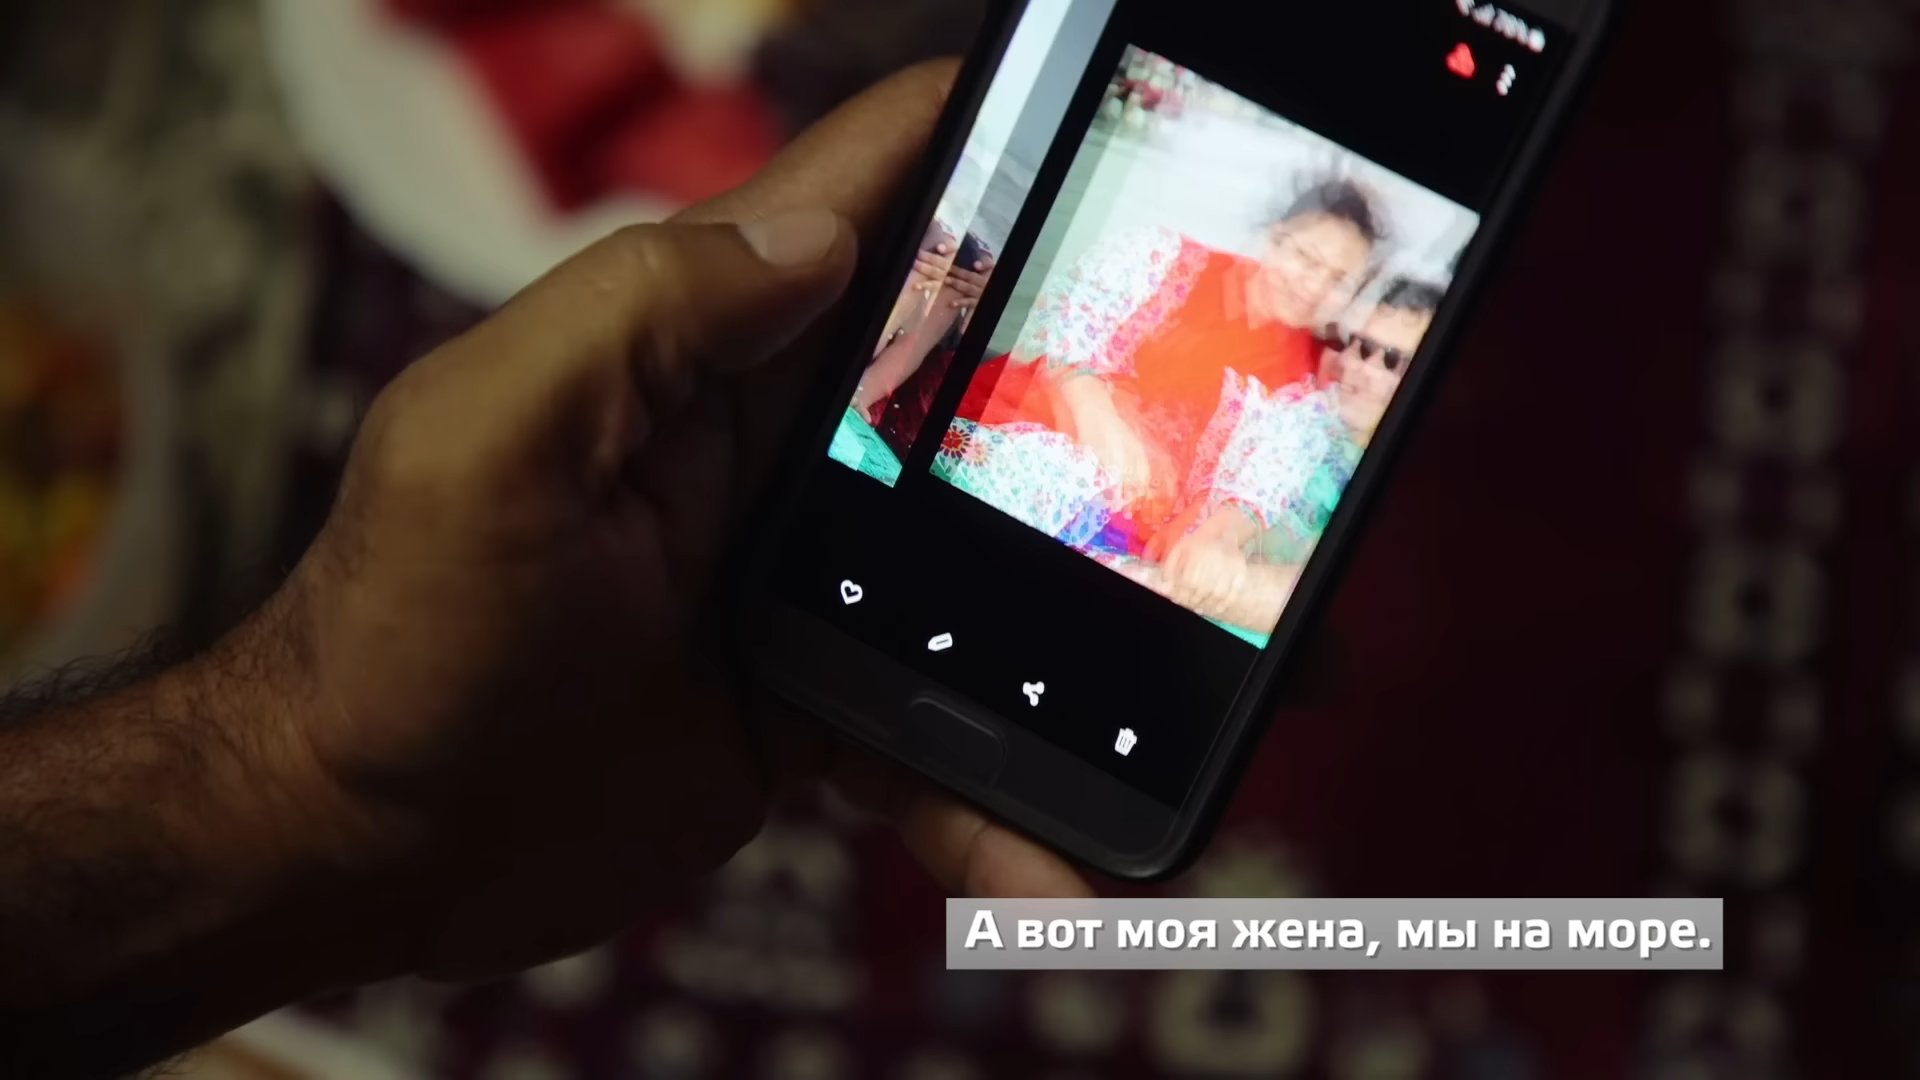 А вот моя жена, мы на море.